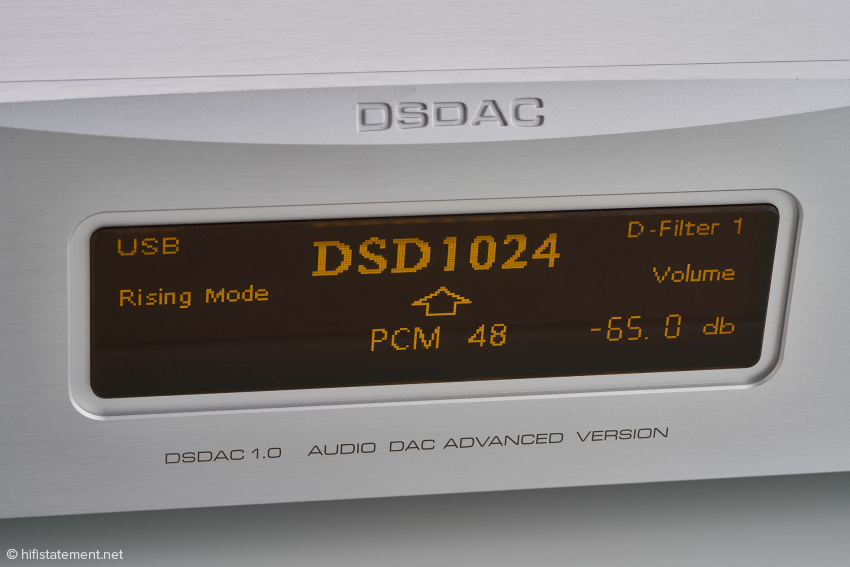 DSDAC
USB DSD1024 D-Filter 1
Rising Mode Volume
PCM 48 -65.0 db
DSDAC 1.0 AUDIO DAC ADVANCED VERSION
© hifistatement.net